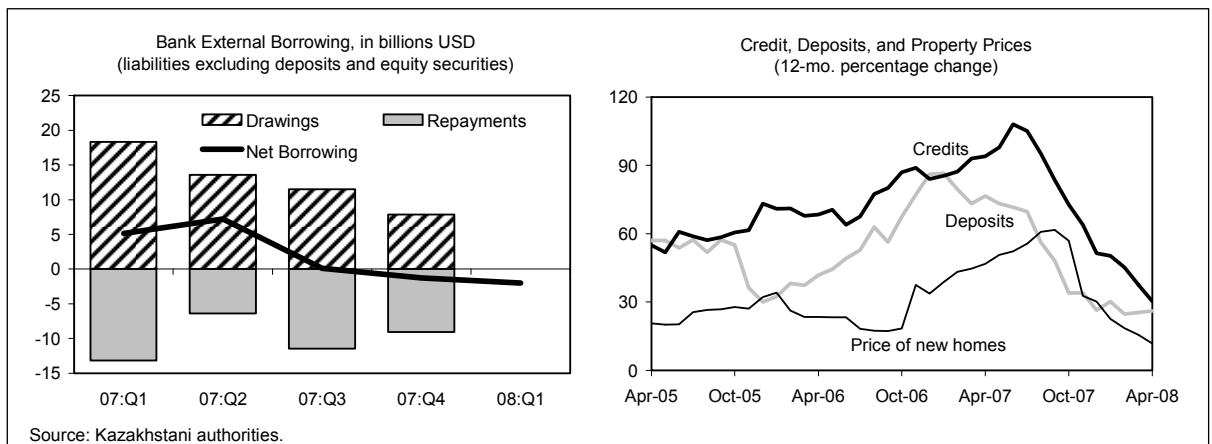 Bank External Borrowing, in billions USD
(liabilities excluding deposits and equity securities)
25
20
15
10
5
0
-5
-10
-15
Drawings
Repayments
Net Borrowing
07:Q1
07:Q2
07:Q3
07:Q4
08:Q1
Credit, Deposits, and Property Prices
(12-mo. percentage change)
120
90
60
30
0
Credits
Deposits
Price of new homes
Apr-05
Oct-05
Apr-06
Oct-06
Apr-07
Oct-07
Apr-08
Source: Kazakhstani authorities.